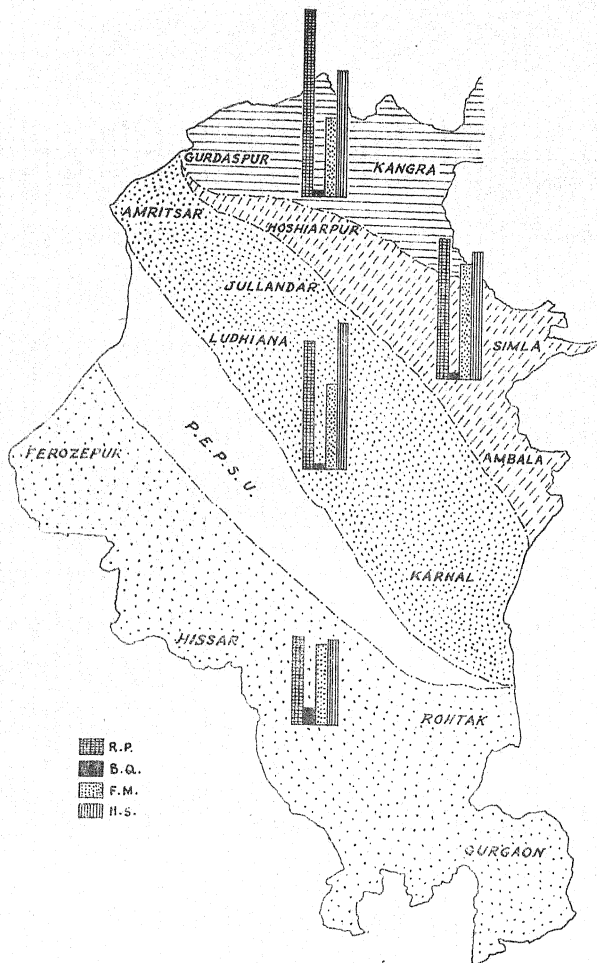 GURDASPUR
KANGRA
AMRITSAR
HOSHIARPUR
JULLANDAR
LUDHIANA
SIMLA
P.E.P.S.U.
FEROZEPUR
AMBALA
KARNAL
HISSAR
ROHTAK
R.P.
B.Q.
F.M.
H.S.
GURGAON